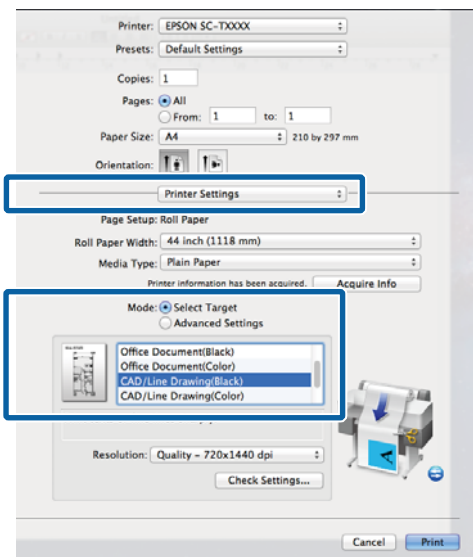 Printer: EPSON SC-TXXXX
Presets: Default Settings
Copies: 1
Pages: All
From: 1 to: 1
Paper Size: A4 210 by 297 mm
Orientation:
Printer Settings
Page Setup: Roll Paper
Roll Paper Width: 44 inch (1118 mm)
Media Type: Plain Paper
Printer information has been acquired. Acquire Info
Mode: Select Target
Advanced Settings
Office Document(Black)
Office Document(Color)
CAD/Line Drawing(Black)
CAD/Line Drawing(Color)
Resolution: Quality – 720x1440 dpi
Check Settings...
Cancel Print